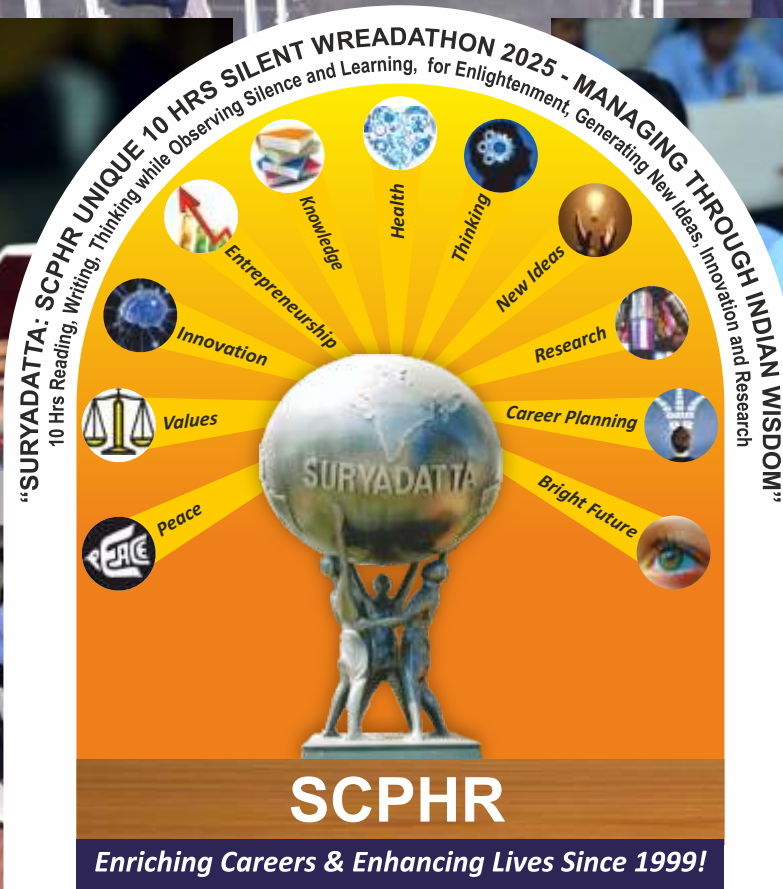 “SURYADATTA: SCPHR UNIQUE 10 HRS SILENT WREADATHON 2025 - MANAGING THROUGH INDIAN WISDOM”
10 Hrs Reading, Writing, Thinking while Observing Silence and Learning, for Enlightenment, Generating New Ideas, Innovation and Research
Peace
Values
Innovation
Entrepreneurship
Knowledge
Health
Thinking
New Ideas
Research
Career Planning
Bright Future
PEACE
SURYADATTA
SCPHR
Enriching Careers & Enhancing Lives Since 1999!